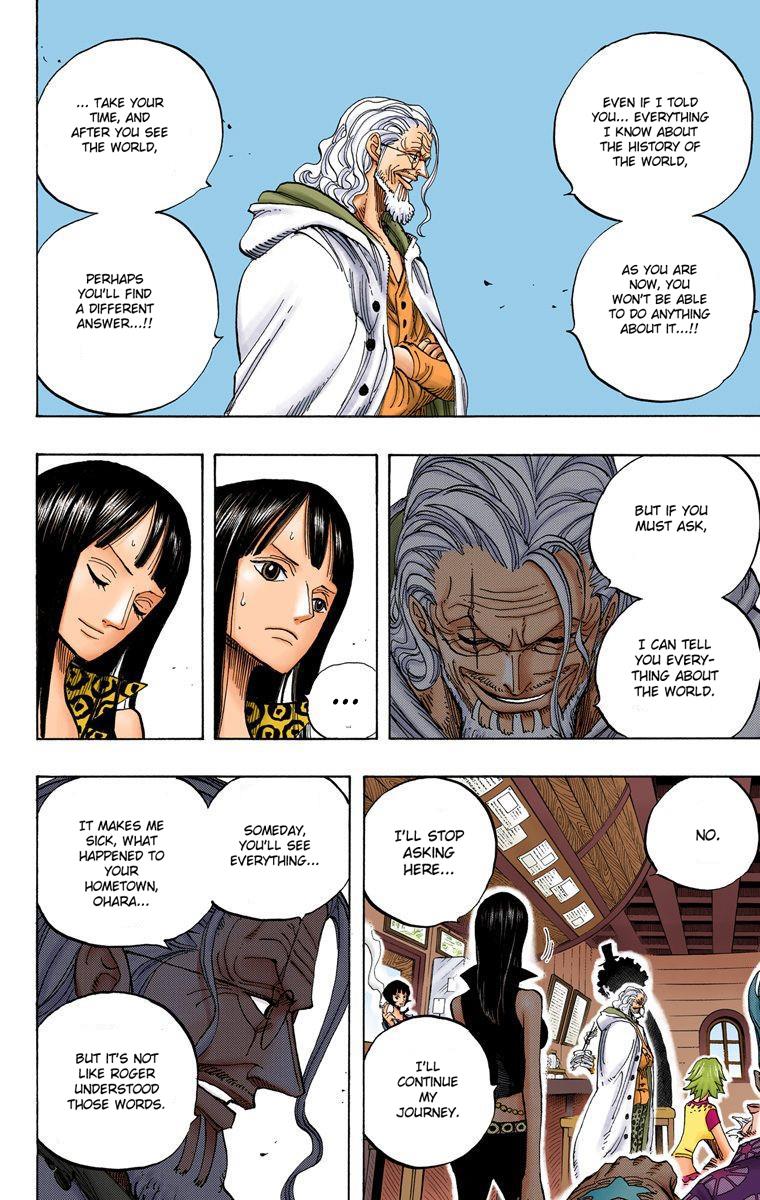 EVEN IF I TOLD
YOU... EVERYTHING
I KNOW ABOUT
THE HISTORY OF
THE WORLD,
AS YOU ARE
NOW, YOU
WON'T BE ABLE
TO DO ANYTHING
ABOUT IT...!!
... TAKE YOUR
TIME, AND
AFTER YOU SEE
THE WORLD,
PERHAPS
YOU'LL FIND
A DIFFERENT
ANSWER...!!
BUT IF YOU
MUST ASK,
I CAN TELL
YOU EVERY-
THING ABOUT
THE WORLD.
...
NO.
I'LL STOP
ASKING
HERE...
I'LL
CONTINUE
MY
JOURNEY.
SOMEDAY,
YOU'LL SEE
EVERYTHING...
IT MAKES ME
SICK, WHAT
HAPPENED TO
YOUR
HOMETOWN,
OHARA...
BUT IT'S NOT
LIKE ROGER
UNDERSTOOD
THOSE WORDS.